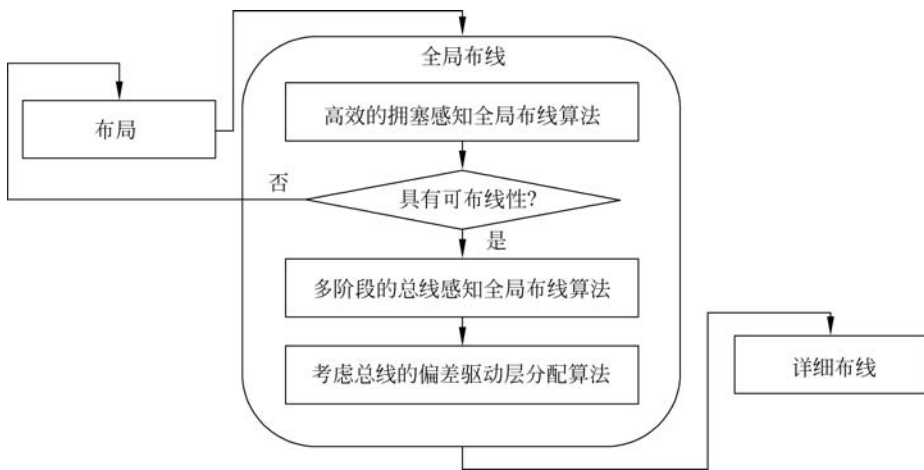 全局布线
布局
高效的拥塞感知全局布线算法
否
具有可布线性?
是
多阶段的总线感知全局布线算法
考虑总线的偏差驱动层分配算法
详细布线